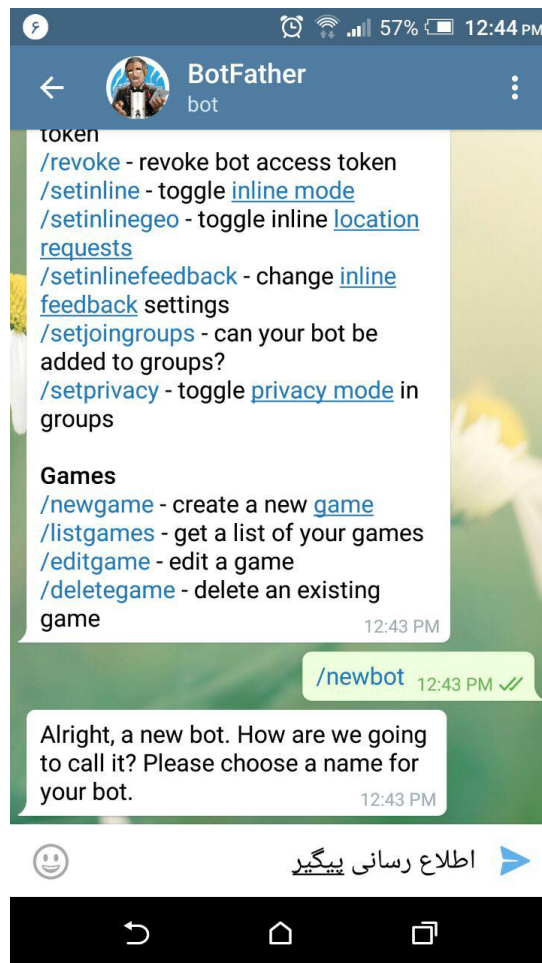 ۶ 57% 12:44 PM
BotFather
bot
token
/revoke - revoke bot access token
/setinline - toggle inline mode
/setinlinegeo - toggle inline location
requests
/setinlinefeedback - change inline
feedback settings
/setjoingroups - can your bot be
added to groups?
/setprivacy - toggle privacy mode in
groups
Games
/newgame - create a new game
/listgames - get a list of your games
/editgame - edit a game
/deletegame - delete an existing
game 12:43 PM
/newbot 12:43 PM
Alright, a new bot. How are we going
to call it? Please choose a name for
your bot. 12:43 PM
اطلاع رسانی پیگیر